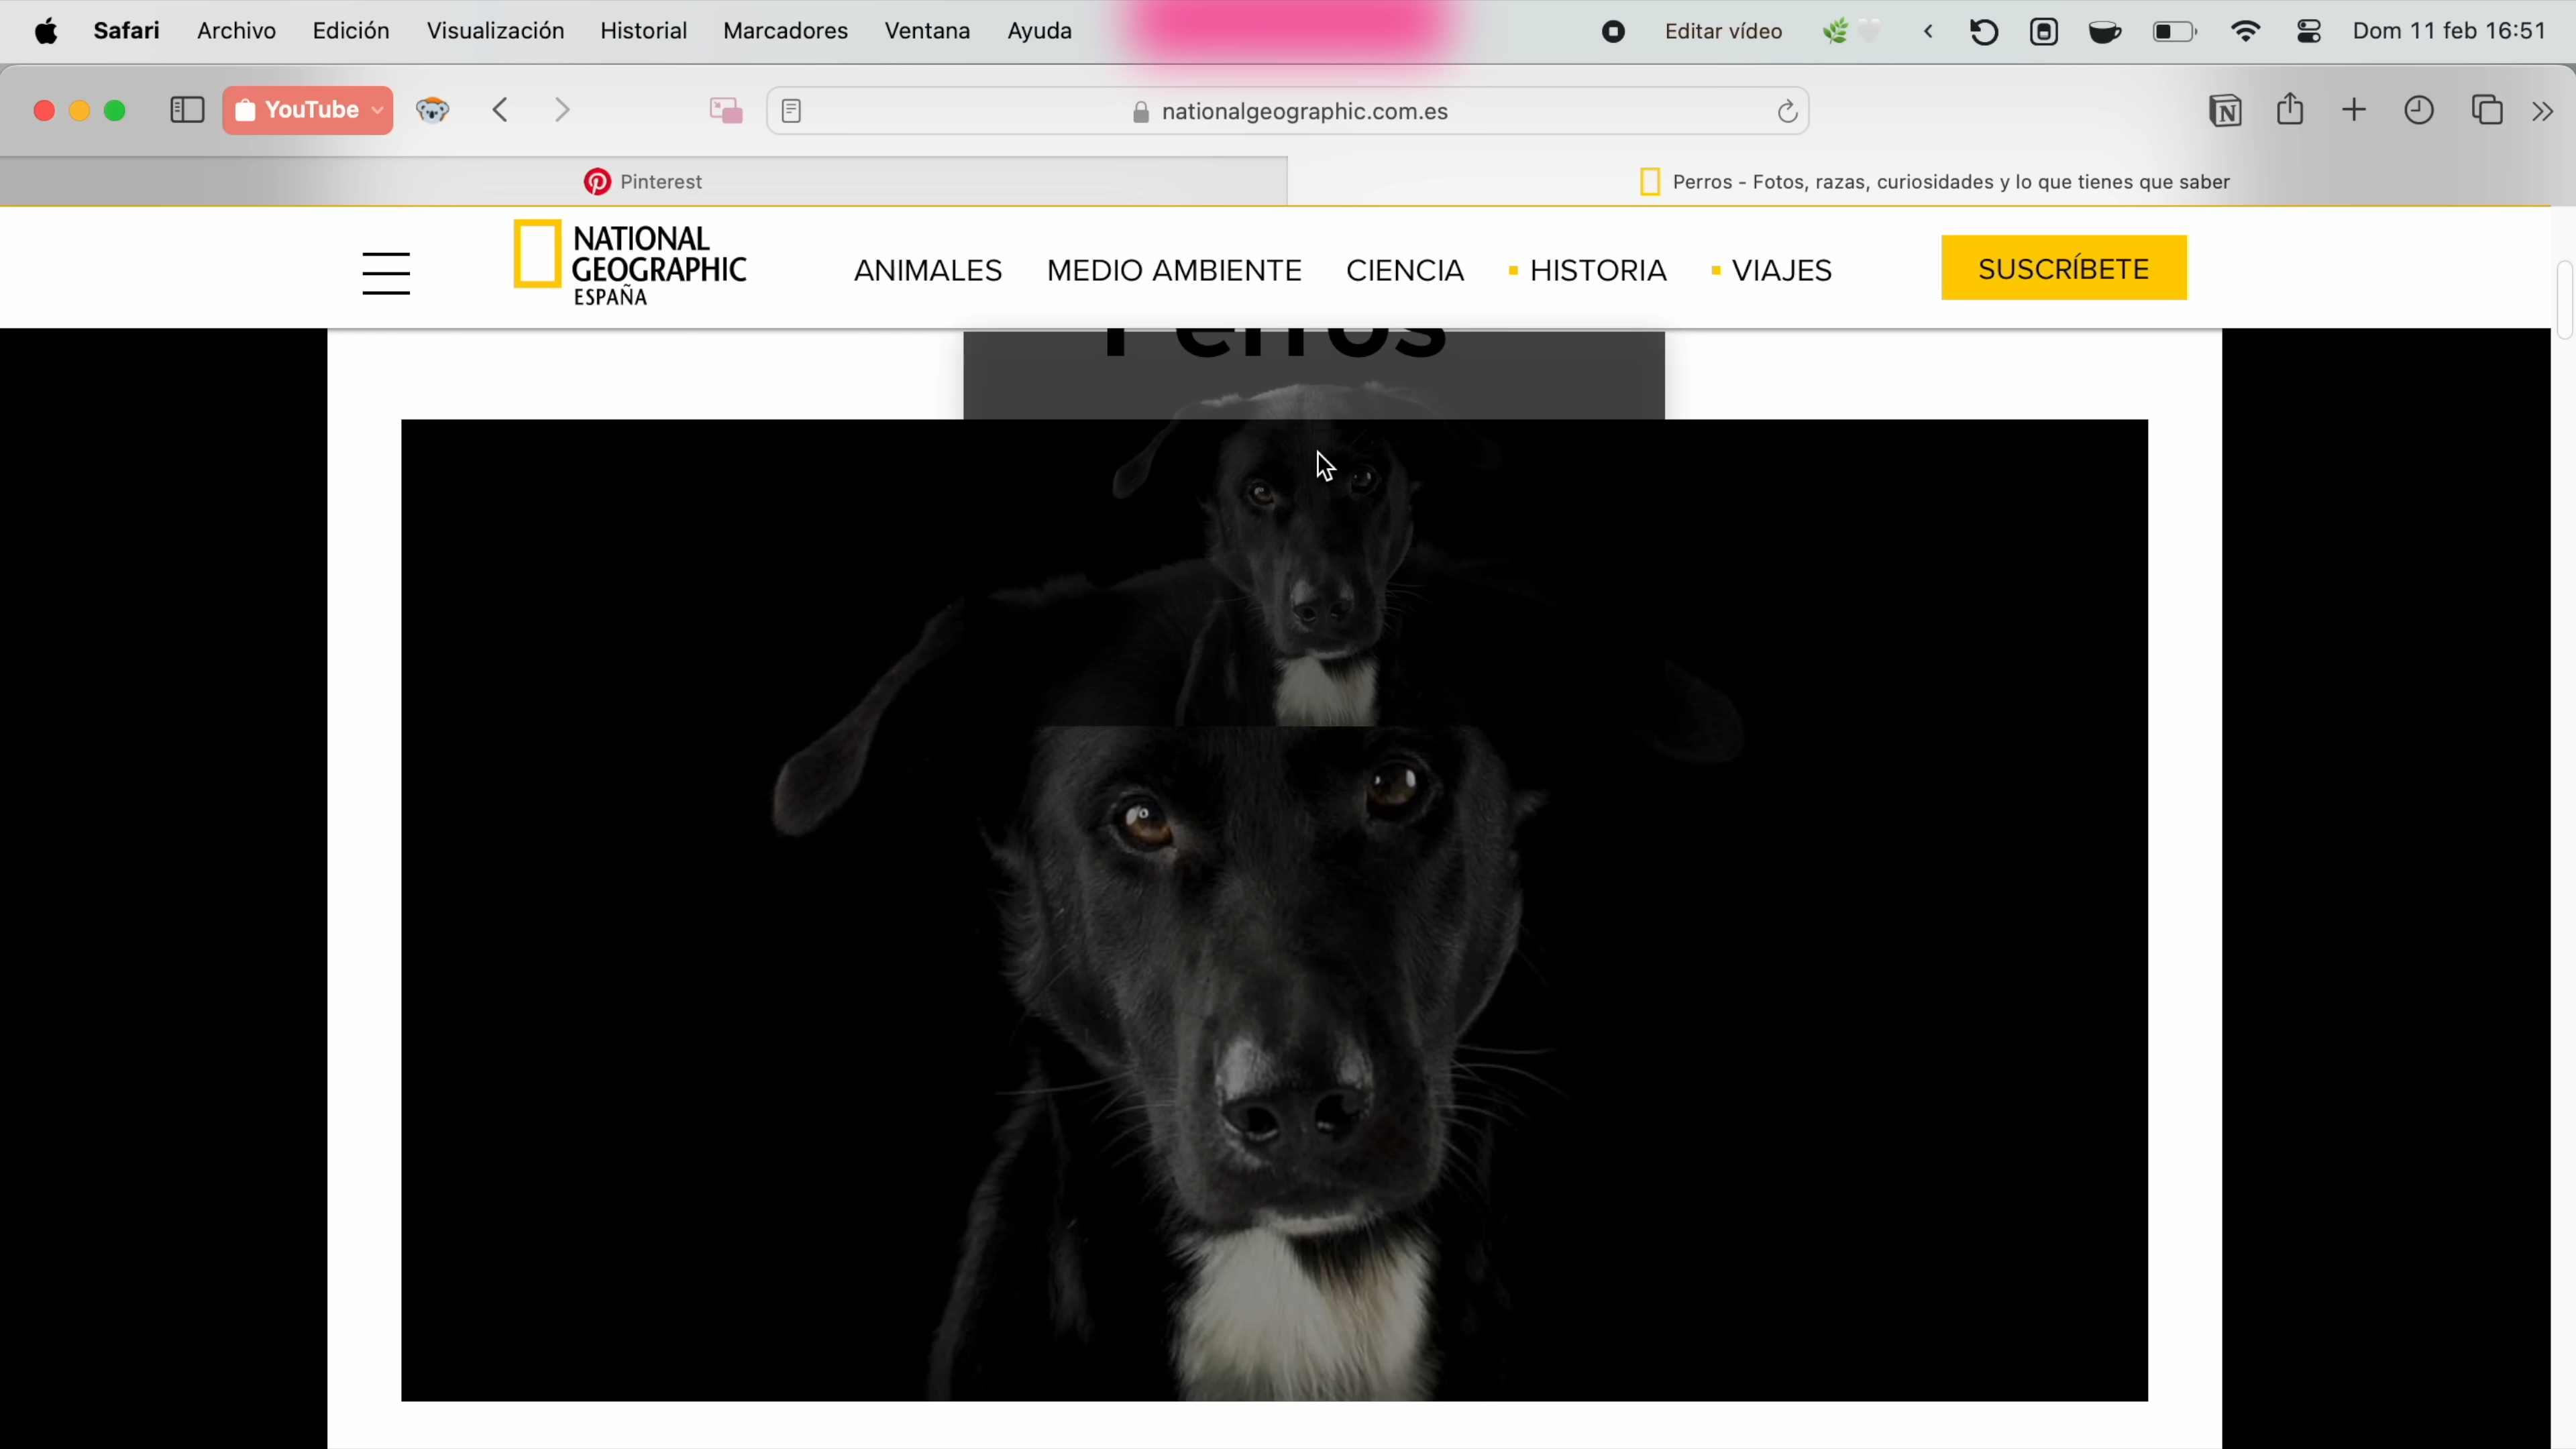 Safari Archivo Edición Visualización Historial Marcadores Ventana Ayuda Editar vídeo Dom 11 feb 16:51
YouTube nationalgeographic.com.es
Pinterest Perros - Fotos, razas, curiosidades y lo que tienes que saber
NATIONAL
GEOGRAPHIC
ESPAÑA
ANIMALES MEDIO AMBIENTE CIENCIA HISTORIA VIAJES SUSCRÍBETE
Perros